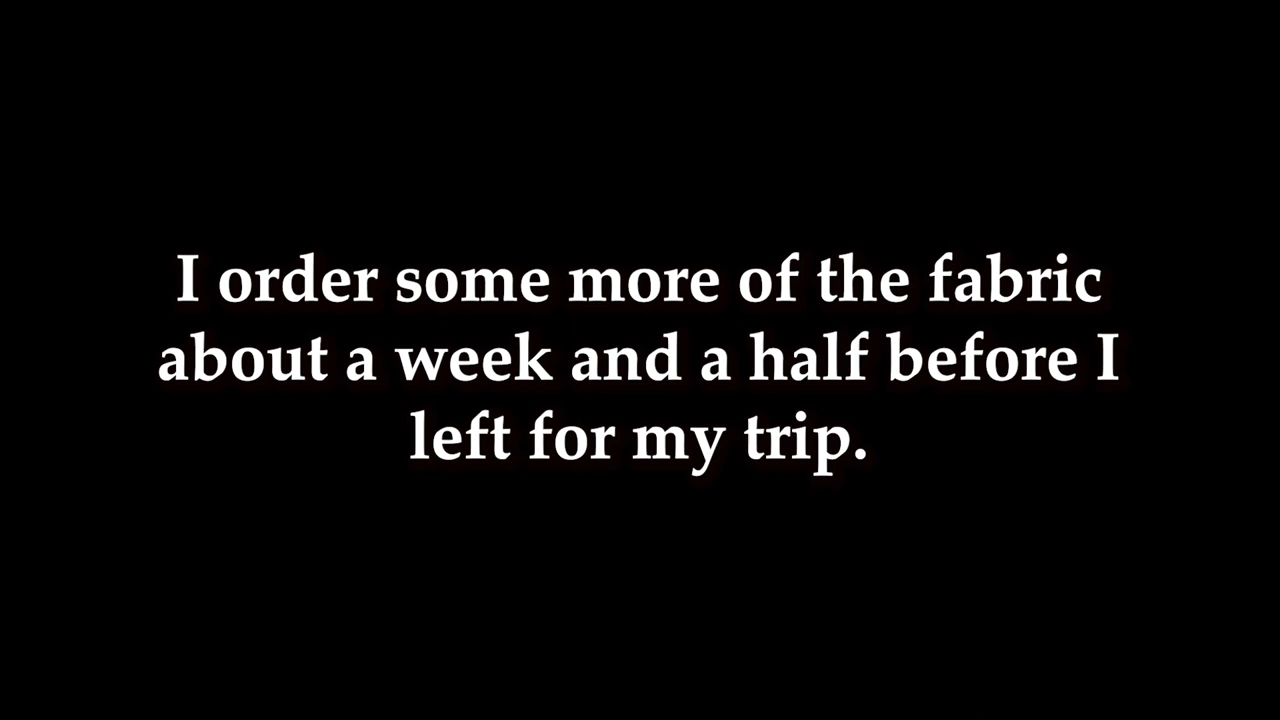 I order some more of the fabric
about a week and a half before I
left for my trip.